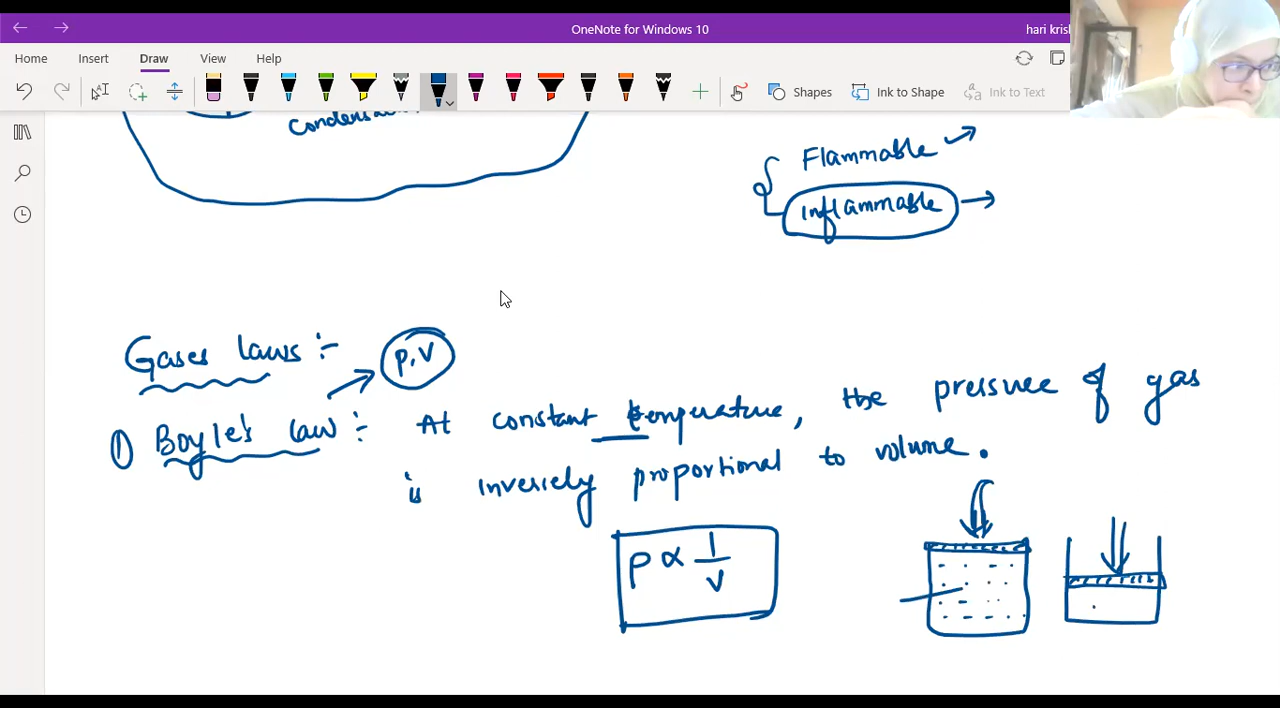 OneNote for Windows 10
hari krish
Home Insert Draw View Help
Shapes Ink to Shape Ink to Text
Condensa
Flammable
Inflammable
Gases laws :-
P, V
① Boyle's law :- At constant temperature, the pressure of gas
is inversely proportional to volume.
P ∝ 1/V